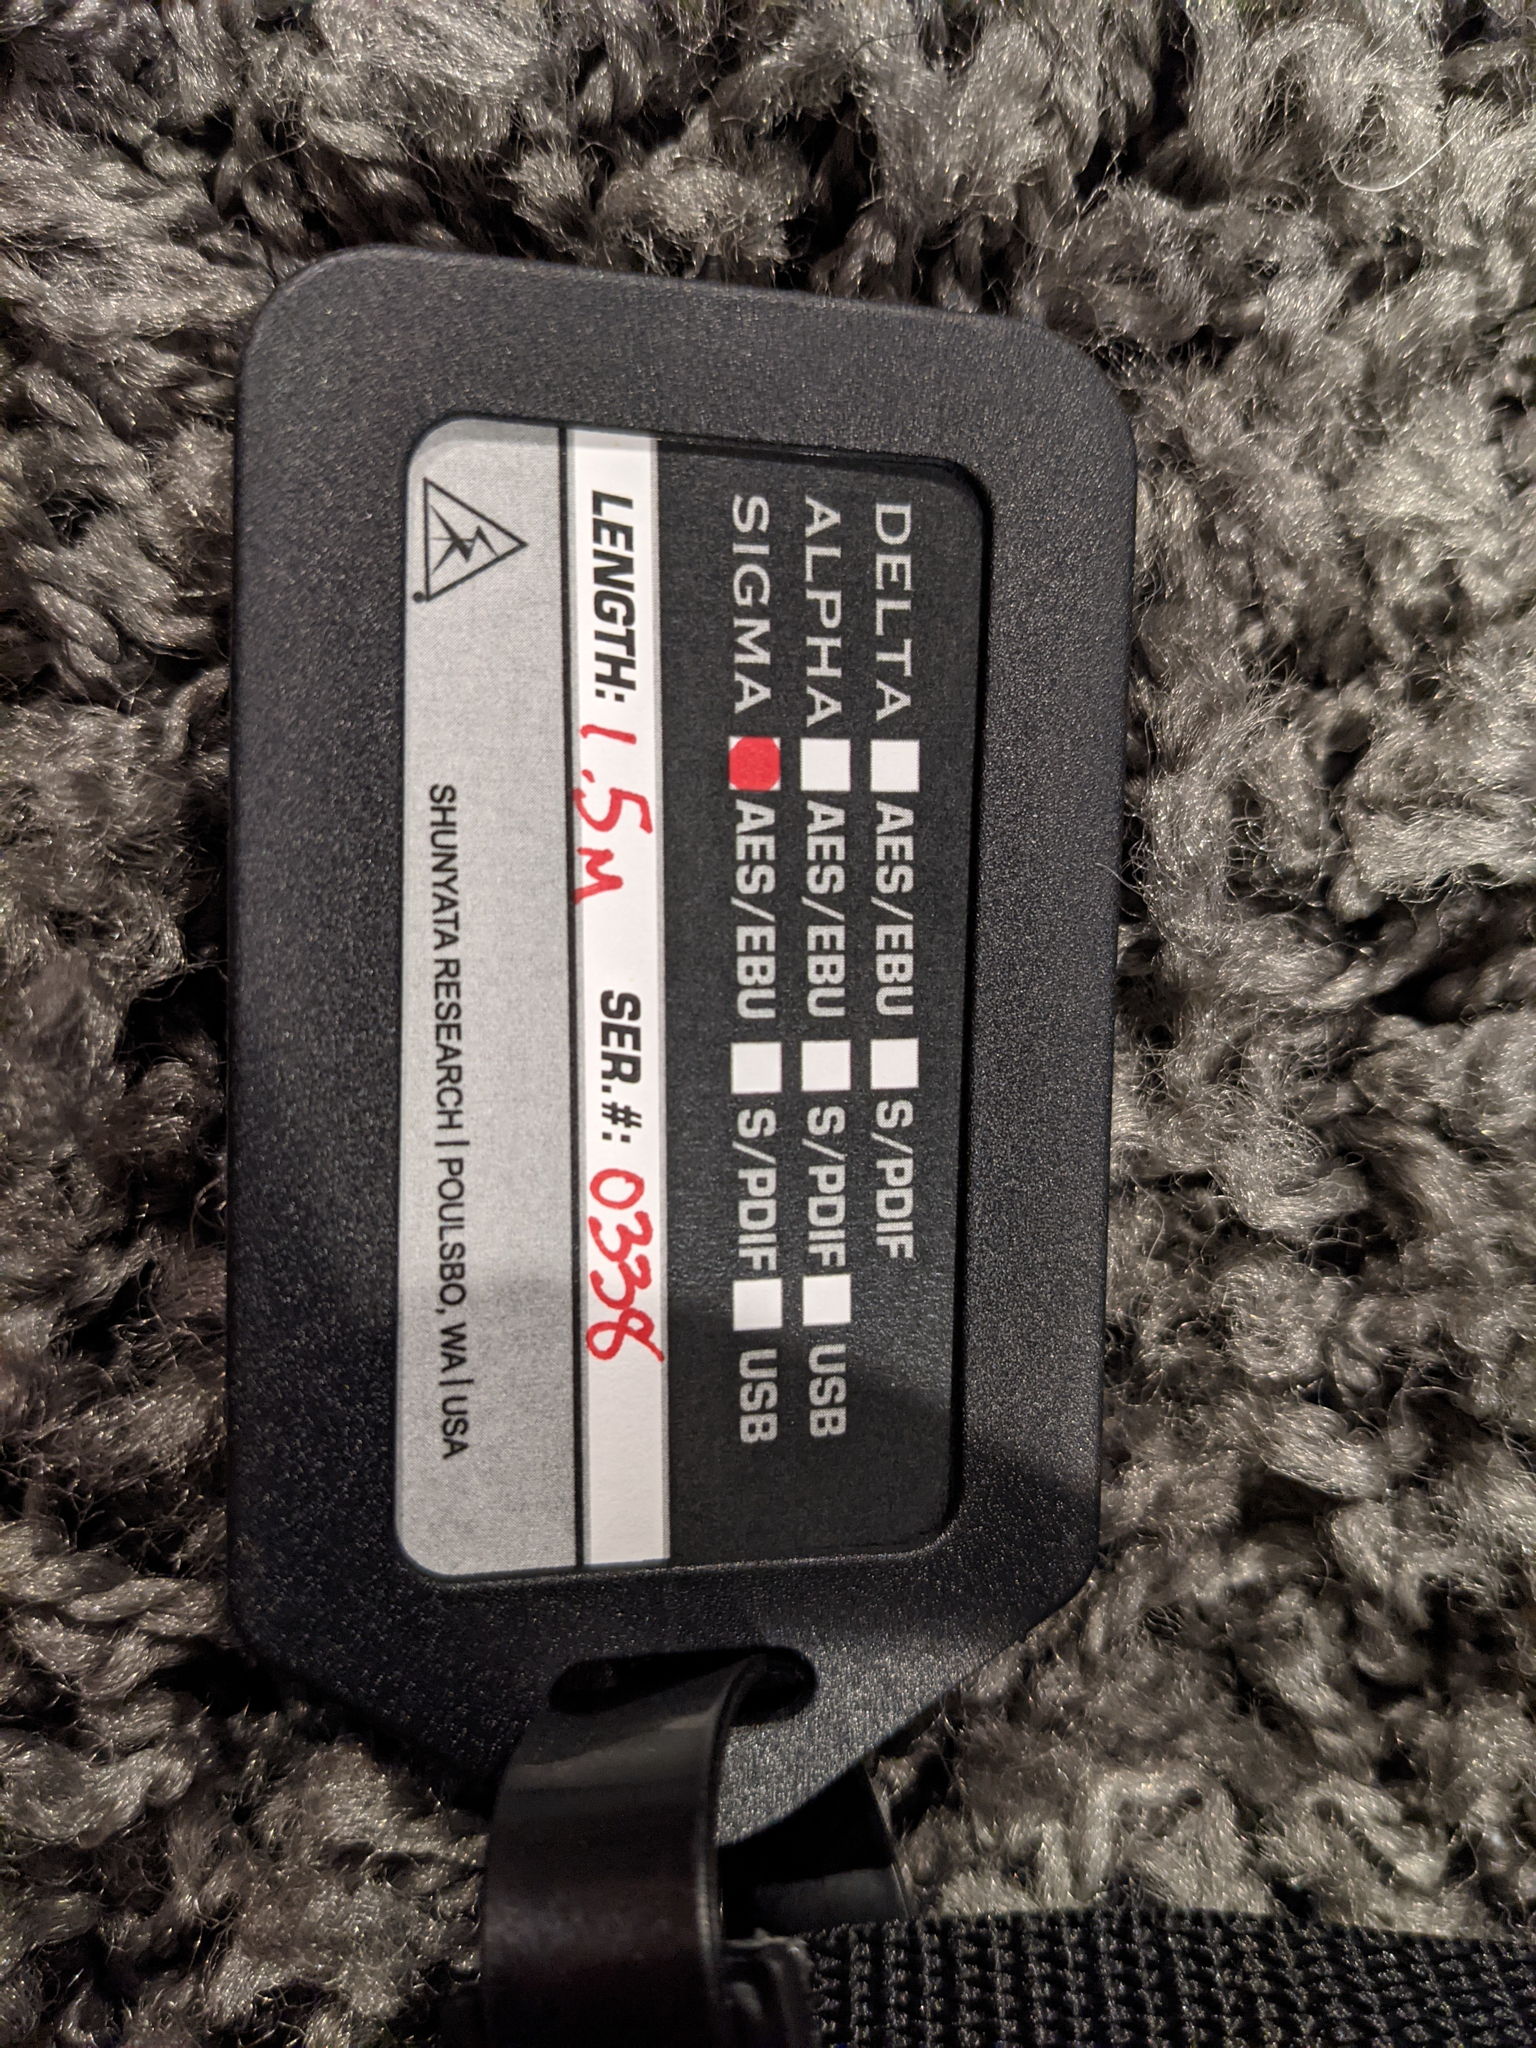 DELTA AES/EBU S/PDIF
ALPHA AES/EBU S/PDIF USB
SIGMA AES/EBU S/PDIF USB
LENGTH: 1.5M SER.#: 0338
SHUNYATA RESEARCH | POULSBO, WA | USA